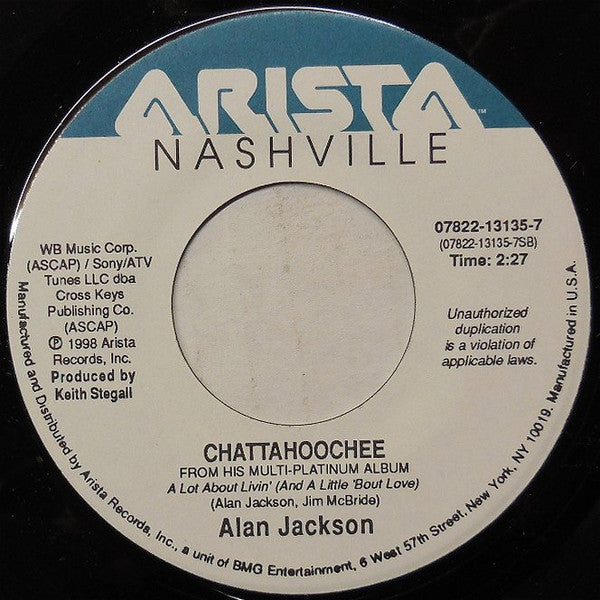 ARISTA™
NASHVILLE
WB Music Corp.
(ASCAP) / Sony/ATV
Tunes LLC dba
Cross Keys
Publishing Co.
(ASCAP)
℗ 1998 Arista
Records, Inc.
Produced by
Keith Stegall
07822-13135-7
(07822-13135-7SB)
Time: 2:27
Unauthorized
duplication
is a violation of
applicable laws.
CHATTAHOOCHEE
FROM HIS MULTI-PLATINUM ALBUM
A Lot About Livin' (And A Little 'Bout Love)
(Alan Jackson, Jim McBride)
Alan Jackson
Manufactured and Distributed by Arista Records, Inc., a unit of BMG Entertainment, 6 West 57th Street, New York, NY 10019. Manufactured in U.S.A.